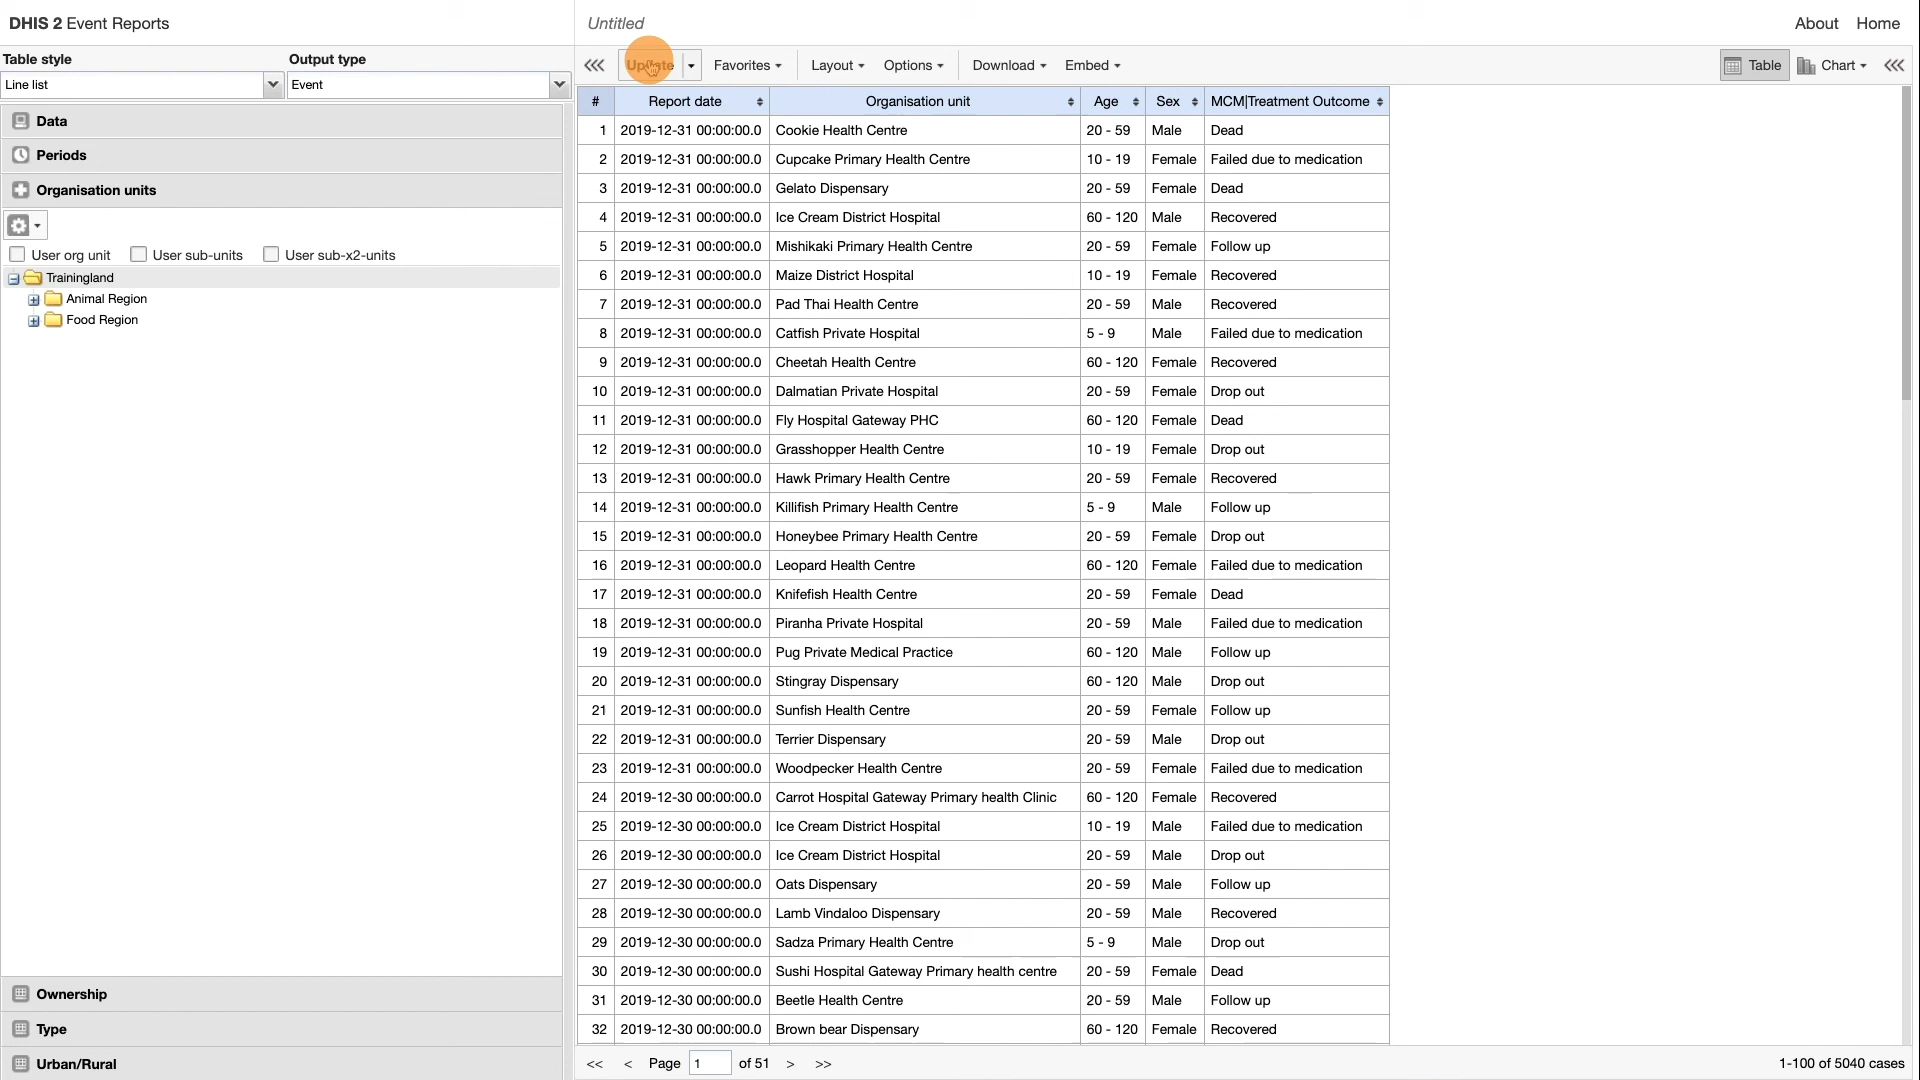 DHIS 2 Event Reports
Untitled
About Home
Table style Output type
Line list Event
Update Favorites Layout Options Download Embed Table Chart
Data
Periods
Organisation units
User org unit User sub-units User sub-x2-units
Trainingland
Animal Region
Food Region
Ownership
Type
Urban/Rural
# Report date Organisation unit Age Sex MCM|Treatment Outcome
1 2019-12-31 00:00:00.0 Cookie Health Centre 20 - 59 Male Dead
2 2019-12-31 00:00:00.0 Cupcake Primary Health Centre 10 - 19 Female Failed due to medication
3 2019-12-31 00:00:00.0 Gelato Dispensary 20 - 59 Female Dead
4 2019-12-31 00:00:00.0 Ice Cream District Hospital 60 - 120 Male Recovered
5 2019-12-31 00:00:00.0 Mishikaki Primary Health Centre 20 - 59 Female Follow up
6 2019-12-31 00:00:00.0 Maize District Hospital 10 - 19 Female Recovered
7 2019-12-31 00:00:00.0 Pad Thai Health Centre 20 - 59 Male Recovered
8 2019-12-31 00:00:00.0 Catfish Private Hospital 5 - 9 Male Failed due to medication
9 2019-12-31 00:00:00.0 Cheetah Health Centre 60 - 120 Female Recovered
10 2019-12-31 00:00:00.0 Dalmatian Private Hospital 20 - 59 Female Drop out
11 2019-12-31 00:00:00.0 Fly Hospital Gateway PHC 60 - 120 Female Dead
12 2019-12-31 00:00:00.0 Grasshopper Health Centre 10 - 19 Female Drop out
13 2019-12-31 00:00:00.0 Hawk Primary Health Centre 20 - 59 Female Recovered
14 2019-12-31 00:00:00.0 Killifish Primary Health Centre 5 - 9 Male Follow up
15 2019-12-31 00:00:00.0 Honeybee Primary Health Centre 20 - 59 Female Drop out
16 2019-12-31 00:00:00.0 Leopard Health Centre 60 - 120 Female Failed due to medication
17 2019-12-31 00:00:00.0 Knifefish Health Centre 20 - 59 Female Dead
18 2019-12-31 00:00:00.0 Piranha Private Hospital 20 - 59 Male Failed due to medication
19 2019-12-31 00:00:00.0 Pug Private Medical Practice 60 - 120 Male Follow up
20 2019-12-31 00:00:00.0 Stingray Dispensary 60 - 120 Male Drop out
21 2019-12-31 00:00:00.0 Sunfish Health Centre 20 - 59 Female Follow up
22 2019-12-31 00:00:00.0 Terrier Dispensary 20 - 59 Male Drop out
23 2019-12-31 00:00:00.0 Woodpecker Health Centre 20 - 59 Female Failed due to medication
24 2019-12-30 00:00:00.0 Carrot Hospital Gateway Primary health Clinic 60 - 120 Female Recovered
25 2019-12-30 00:00:00.0 Ice Cream District Hospital 10 - 19 Male Failed due to medication
26 2019-12-30 00:00:00.0 Ice Cream District Hospital 20 - 59 Male Drop out
27 2019-12-30 00:00:00.0 Oats Dispensary 20 - 59 Male Follow up
28 2019-12-30 00:00:00.0 Lamb Vindaloo Dispensary 20 - 59 Male Recovered
29 2019-12-30 00:00:00.0 Sadza Primary Health Centre 5 - 9 Male Drop out
30 2019-12-30 00:00:00.0 Sushi Hospital Gateway Primary health centre 20 - 59 Female Dead
31 2019-12-30 00:00:00.0 Beetle Health Centre 20 - 59 Male Follow up
32 2019-12-30 00:00:00.0 Brown bear Dispensary 60 - 120 Female Recovered
<< < Page 1 of 51 > >> 1-100 of 5040 cases